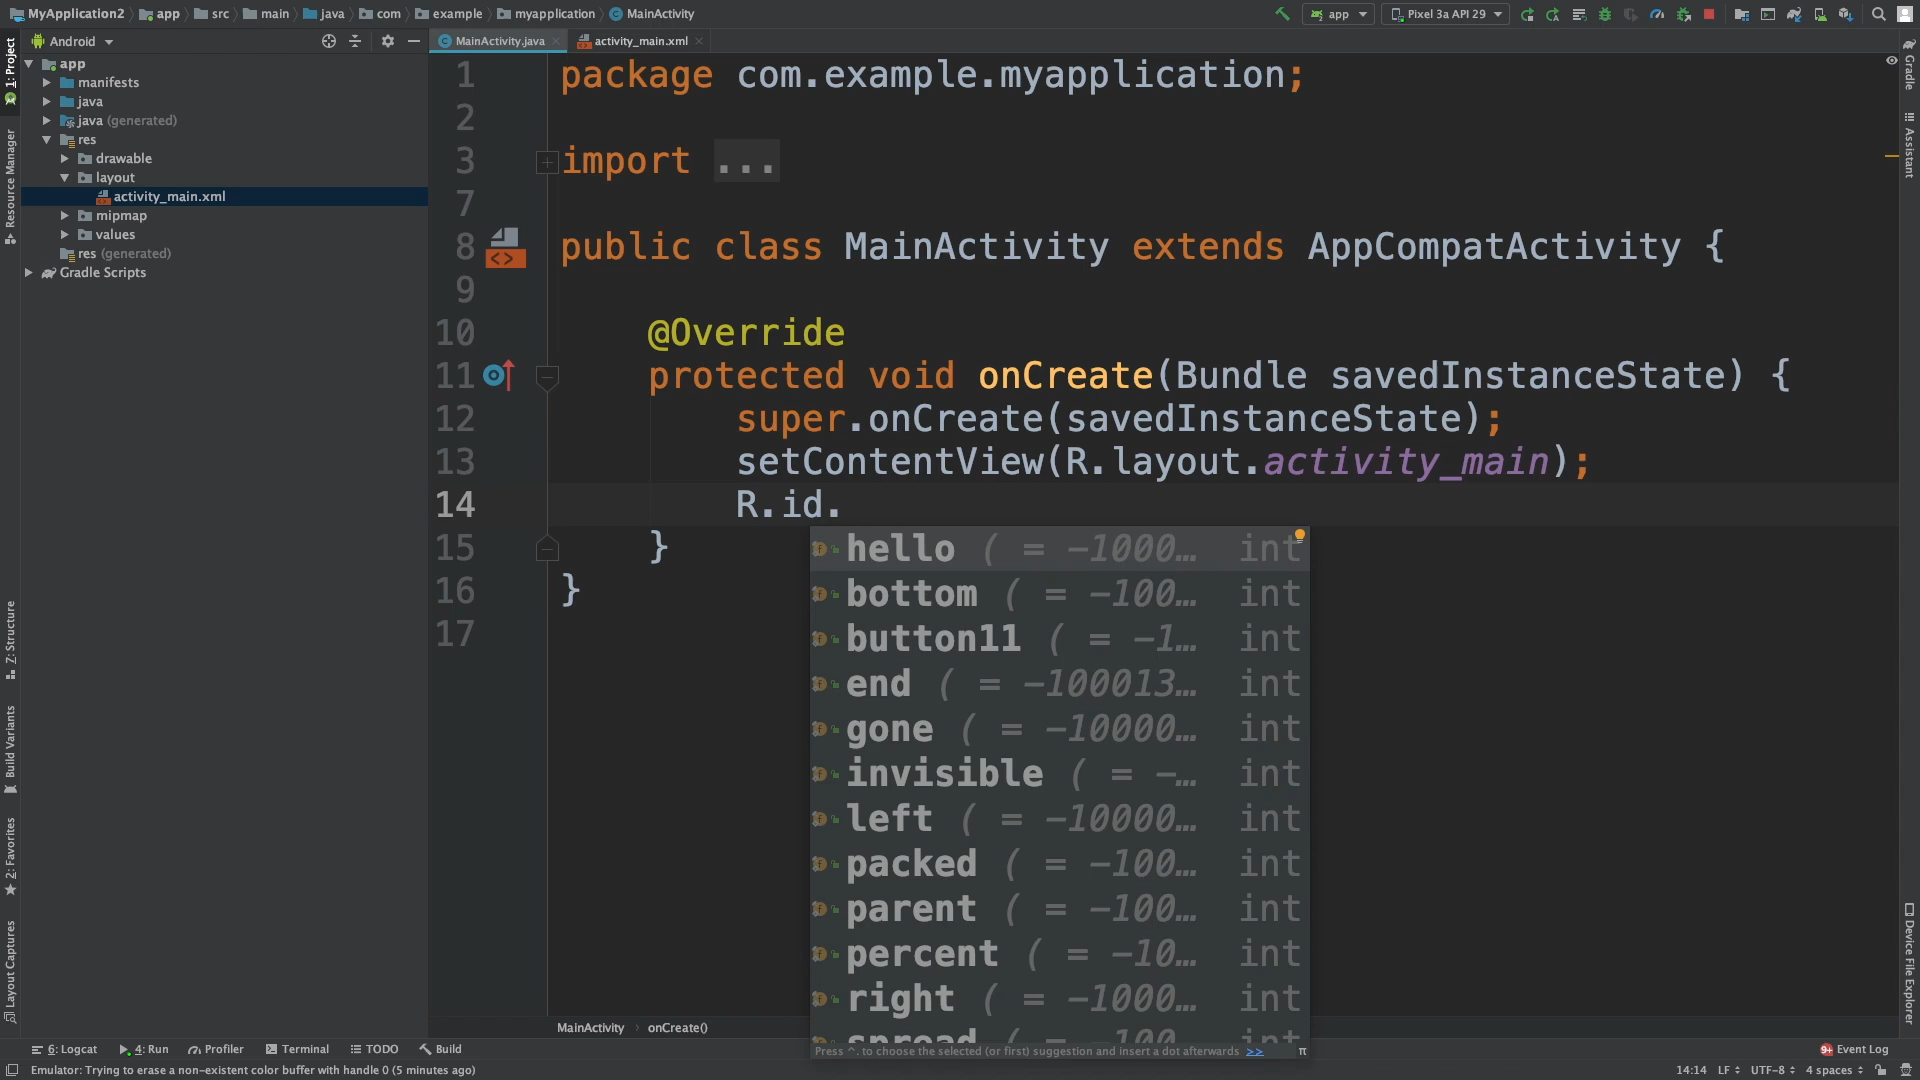 MyApplication2 app src main java com example myapplication MainActivity app Pixel 3a API 29
Android
MainActivity.java activity_main.xml
1: Project
Resource Manager
Z: Structure
Build Variants
2: Favorites
Layout Captures
app
manifests
java
java (generated)
res
drawable
layout
activity_main.xml
mipmap
values
res (generated)
Gradle Scripts
1 package com.example.myapplication;
2
3 import ...
7
8 public class MainActivity extends AppCompatActivity {
9
10 @Override
11 protected void onCreate(Bundle savedInstanceState) {
12 super.onCreate(savedInstanceState);
13 setContentView(R.layout.activity_main);
14 R.id.
15 }
16 }
17
hello ( = -1000… int
bottom ( = -100… int
button11 ( = -1… int
end ( = -100013… int
gone ( = -10000… int
invisible ( = -… int
left ( = -10000… int
packed ( = -100… int
parent ( = -100… int
percent ( = -10… int
right ( = -1000… int
spread ( = -100… int
Press ^. to choose the selected (or first) suggestion and insert a dot afterwards >> π
MainActivity onCreate()
Gradle
Assistant
Device File Explorer
6: Logcat 4: Run Profiler Terminal TODO Build 9+ Event Log
Emulator: Trying to erase a non-existent color buffer with handle 0 (5 minutes ago) 14:14 LF UTF-8 4 spaces